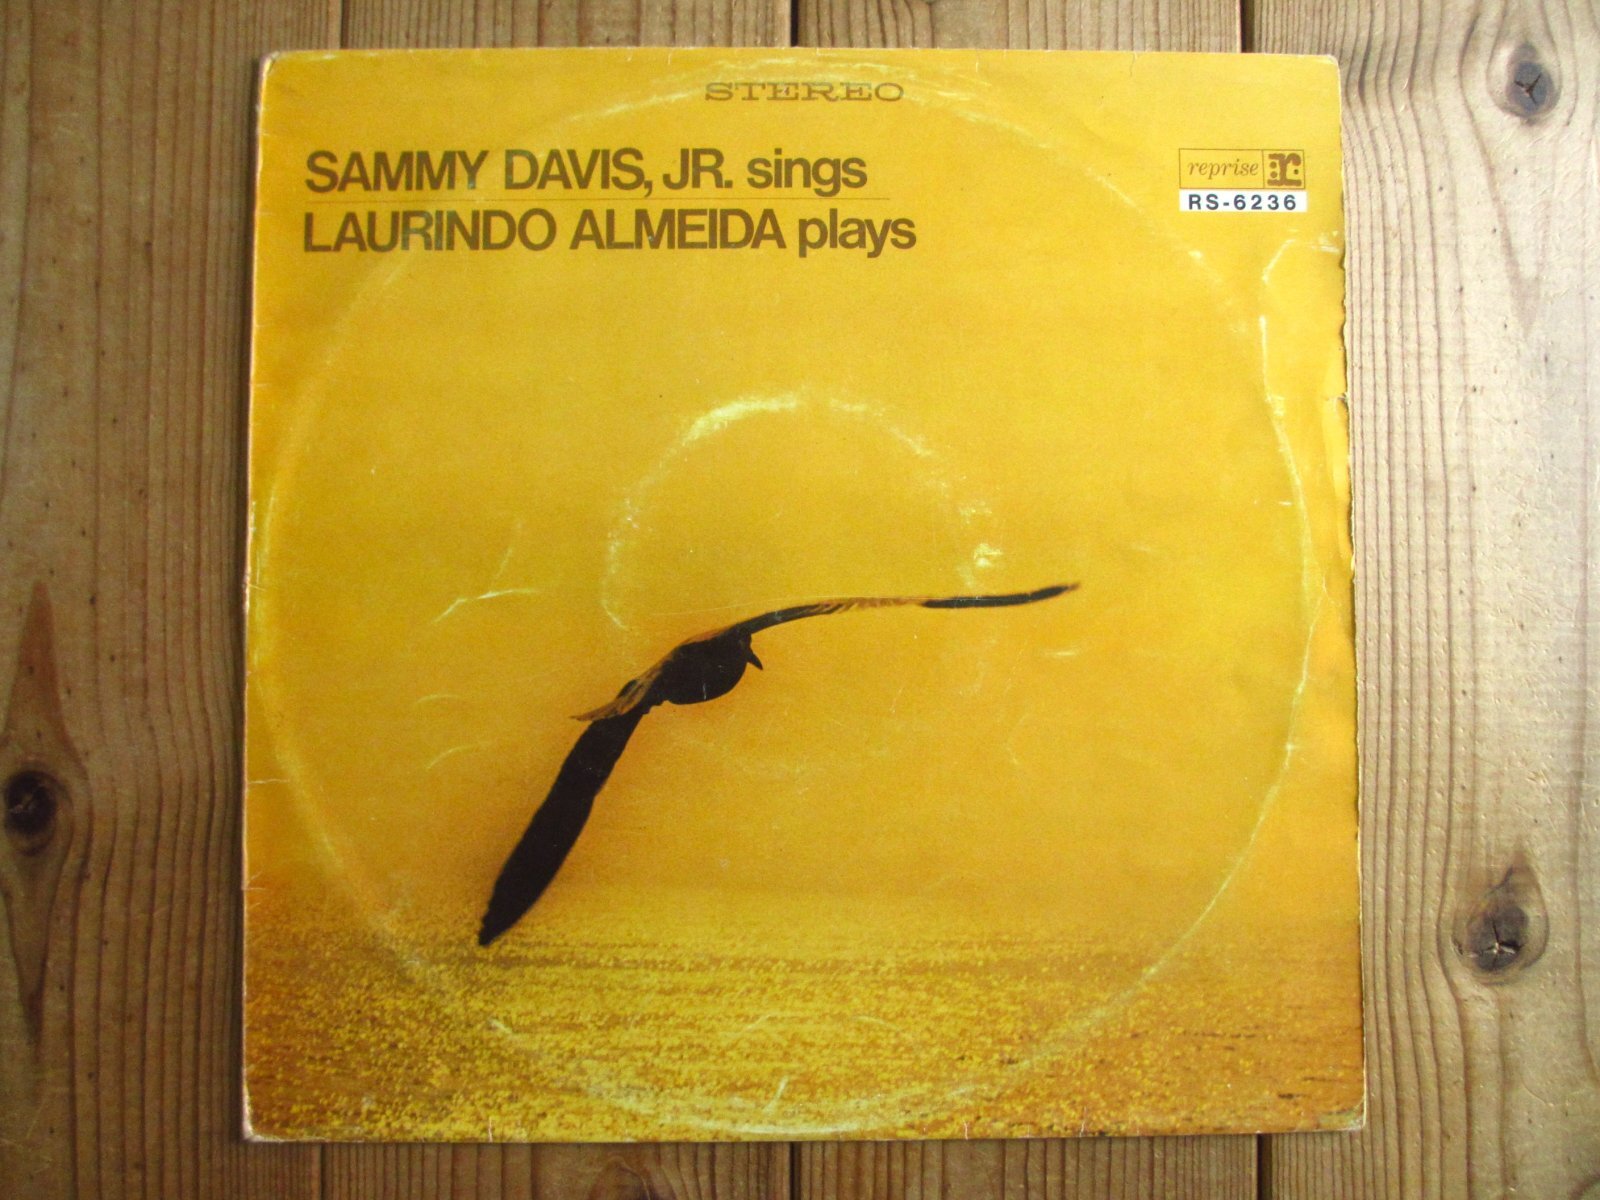 STEREO
SAMMY DAVIS, JR. sings
LAURINDO ALMEIDA plays
reprise r:
RS-6236